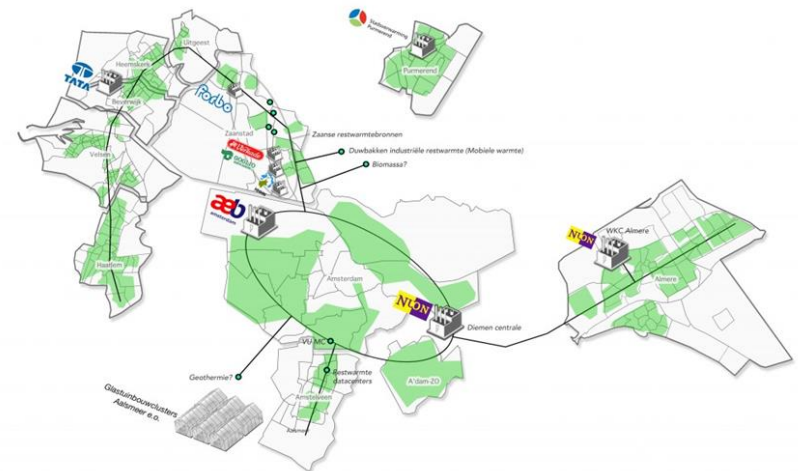 Stadsverwarming
Purmerend
Purmerend
Uitgeest
Heemskerk
TATA
Beverwijk
forbo
Zaanstad
Zaanse restwarmtebronnen
Duwbakken industriële restwarmte (Mobiele warmte)
Biomassa?
Velsen
Haarlem
aeb
amsterdam
Amsterdam
NUON
WKC Almere
Almere
NUON
Diemen centrale
VU MC
Geothermie?
Restwarmte
datacenters
A'dam-ZO
Amstelveen
Glastuinbouwclusters
Aalsmeer e.o.
Aalsmeer